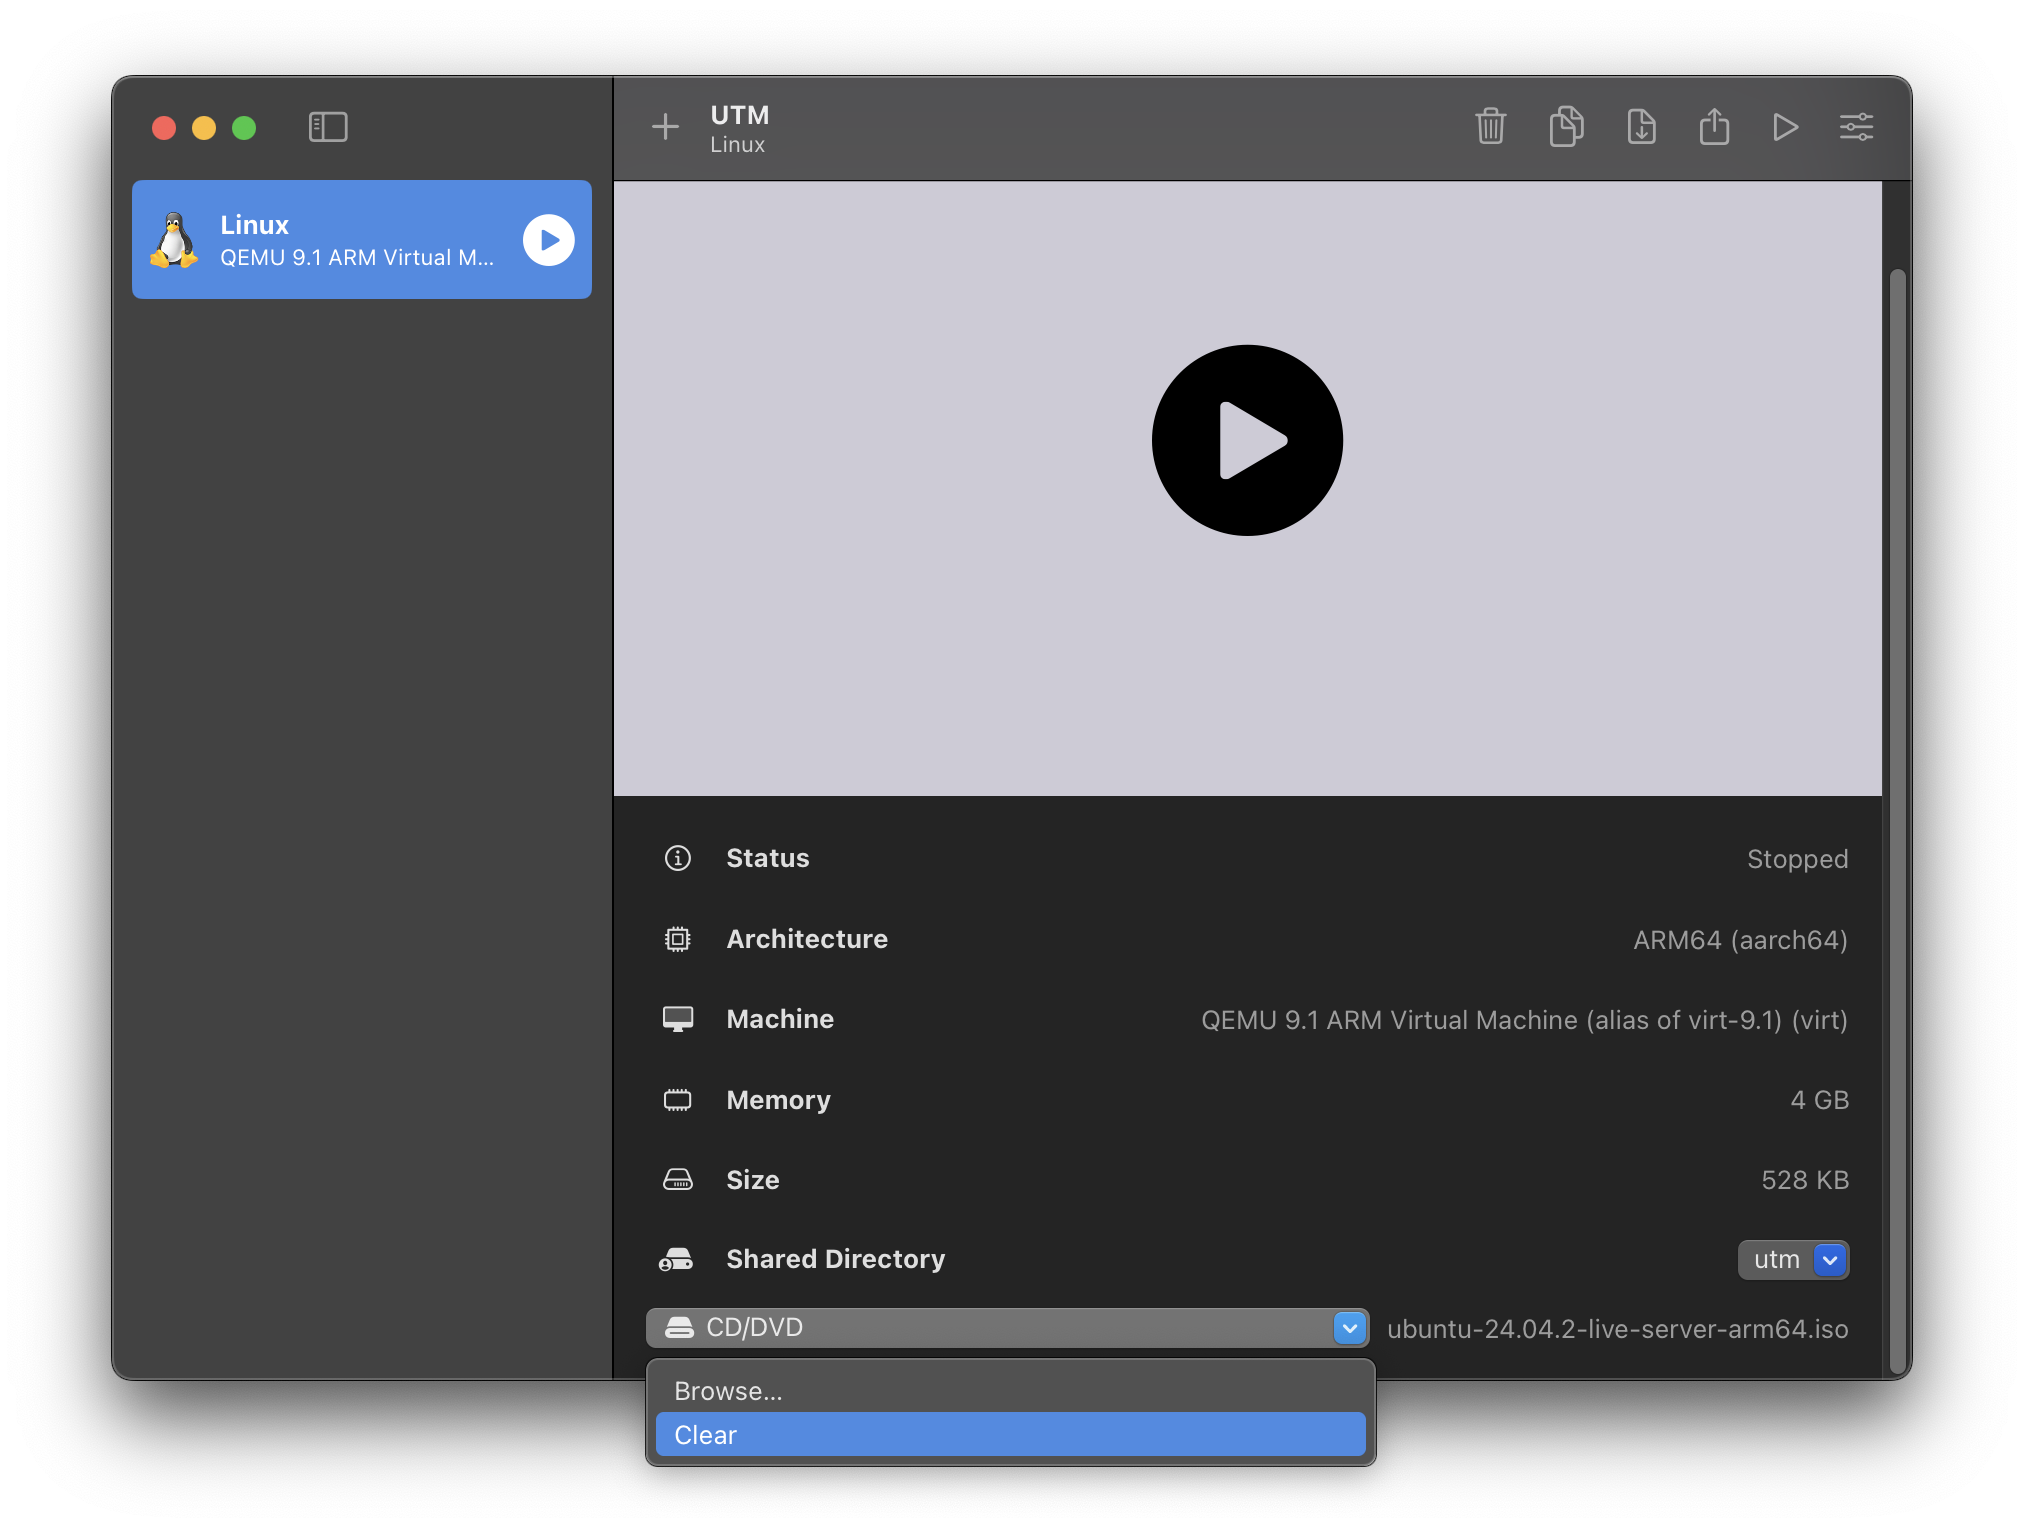 UTM
Linux
Linux
QEMU 9.1 ARM Virtual M...
Status
Stopped
Architecture
ARM64 (aarch64)
Machine
QEMU 9.1 ARM Virtual Machine (alias of virt-9.1) (virt)
Memory
4 GB
Size
528 KB
Shared Directory
utm
CD/DVD
ubuntu-24.04.2-live-server-arm64.iso
Browse...
Clear